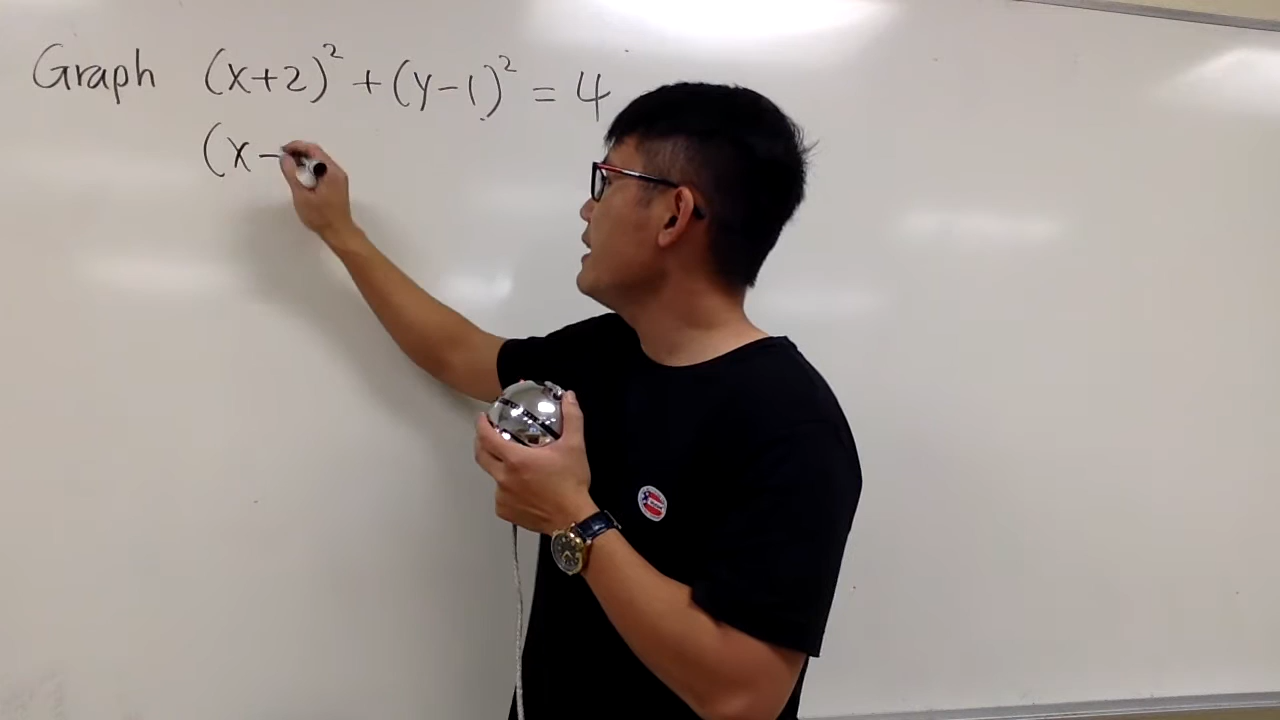 Graph (x+2)² + (y-1)² = 4
(x-